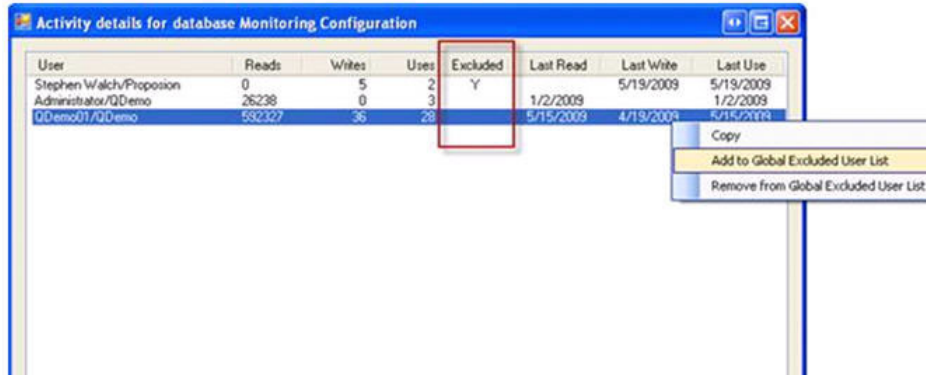 Activity details for database Monitoring Configuration
User Reads Writes Uses Excluded Last Read Last Write Last Use
Stephen Walch/Proposion 0 5 2 Y 5/19/2009 5/19/2009
Administrator/QDemo 26238 0 3 1/2/2009 1/2/2009
QDemo01/QDemo 592327 36 28 5/15/2009 4/19/2009 5/15/2009
Copy
Add to Global Excluded User List
Remove from Global Excluded User List